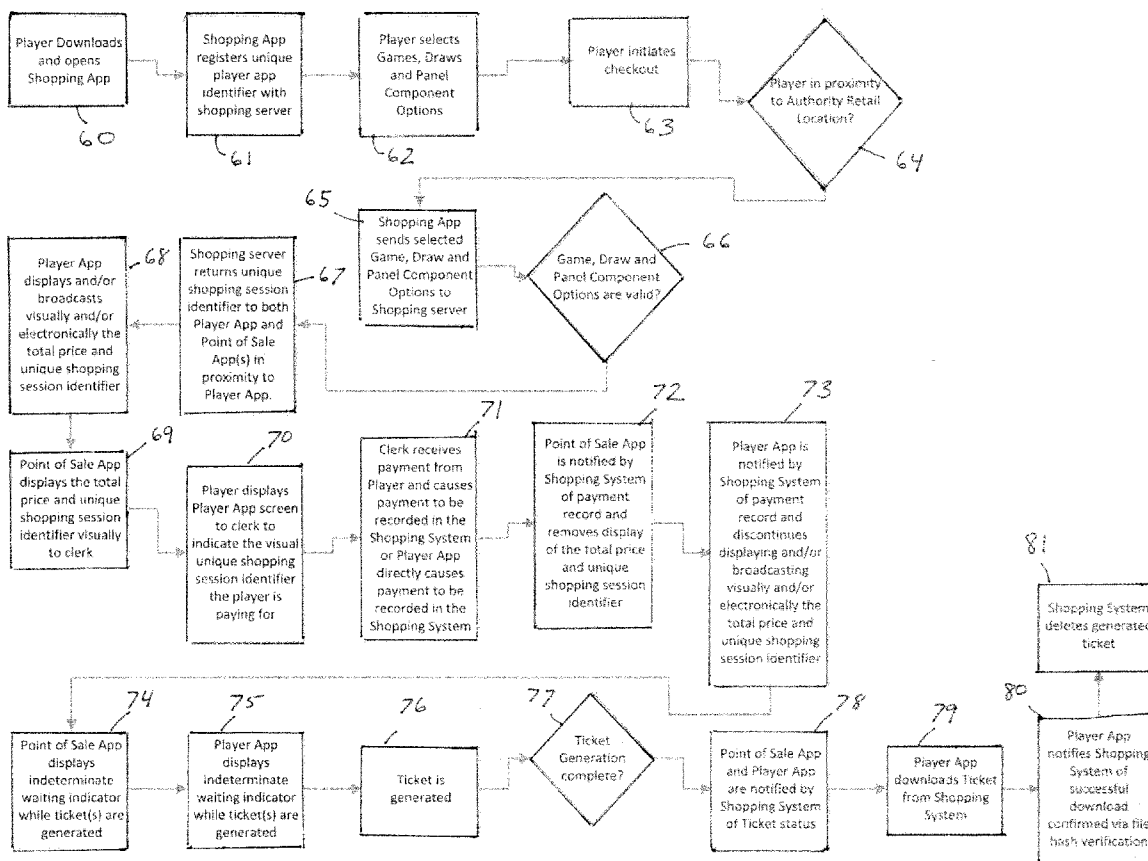 Player Downloads
and opens
Shopping App
60
Shopping App
registers unique
player app
identifier with
shopping server
61
Player selects
Games, Draws
and Panel
Component
Options
62
Player initiates
checkout
63
Player in proximity
to Authority Retail
Location?
64
65
Shopping App
sends selected
Game, Draw and
Panel Component
Options to
Shopping server
66
Game, Draw and
Panel Component
Options are valid?
67
Shopping server
returns unique
shopping session
identifier to both
Player App and
Point of Sale
App(s) in
proximity to
Player App.
68
Player App
displays and/or
broadcasts
visually and/or
electronically the
total price and
unique shopping
session identifier
69
Point of Sale App
displays the total
price and unique
shopping session
identifier visually
to clerk
70
Player displays
Player App screen
to clerk to
indicate the visual
unique shopping
session identifier
the player is
paying for
71
Clerk receives
payment from
Player and causes
payment to be
recorded in the
Shopping System
or Player App
directly causes
payment to be
recorded in the
Shopping System
72
Point of Sale App
is notified by
Shopping System
of payment
record and
removes display
of the total price
and unique
shopping session
identifier
73
Player App is
notified by
Shopping System
of payment
record and
discontinues
displaying and/or
broadcasting
visually and/or
electronically the
total price and
unique shopping
session identifier
74
Point of Sale App
displays
indeterminate
waiting indicator
while ticket(s) are
generated
75
Player App
displays
indeterminate
waiting indicator
while ticket(s) are
generated
76
Ticket is
generated
77
Ticket
Generation
complete?
78
Point of Sale App
and Player App
are notified by
Shopping System
of Ticket status
79
Player App
downloads Ticket
from Shopping
System
80
Player App
notifies Shopping
System of
successful
download
confirmed via file
hash verification
81
Shopping System
deletes generated
ticket